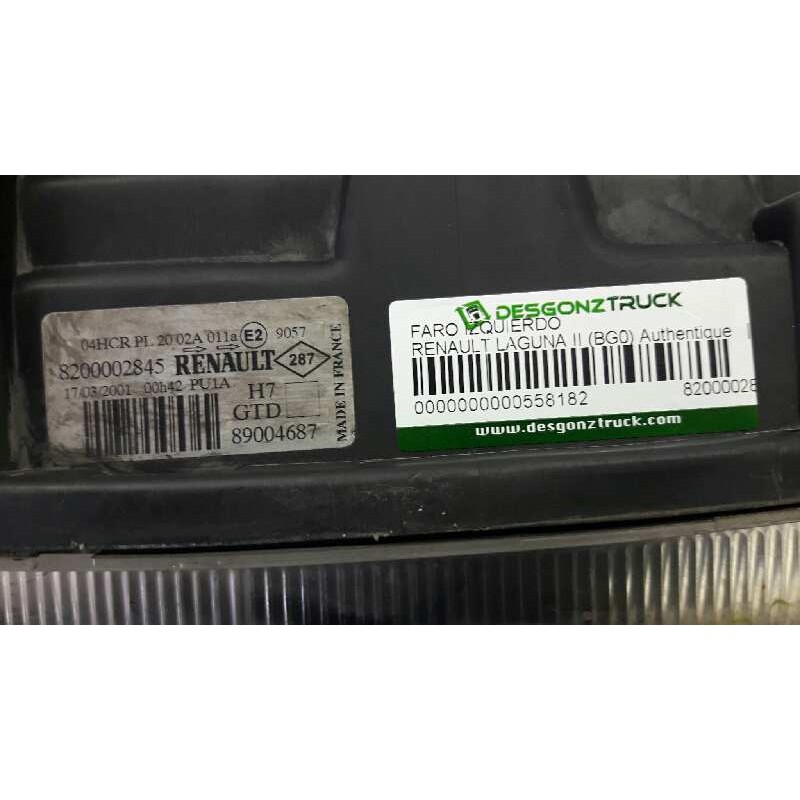 04HCR PL 20 02A 011a E2 9057
8200002845 RENAULT 287
17/03/2001 00h42 PU1A
H7
GTD
89004687
MADE IN FRANCE
DESGONZTRUCK
FARO IZQUIERDO
RENAULT LAGUNA II (BG0) Authentique
0000000000558182
82000028
www.desgonztruck.com